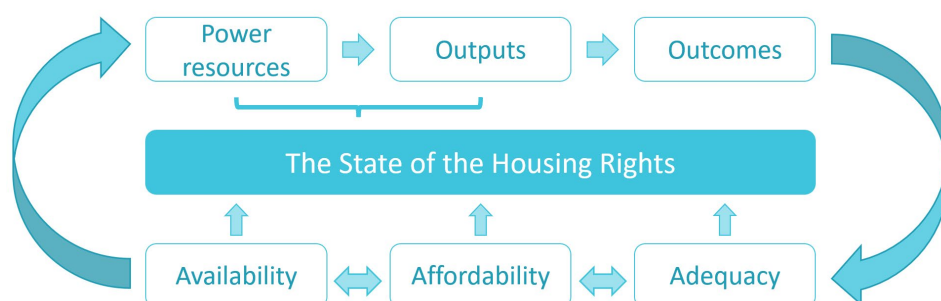 Power
resources
Outputs
Outcomes
The State of the Housing Rights
Availability
Affordability
Adequacy